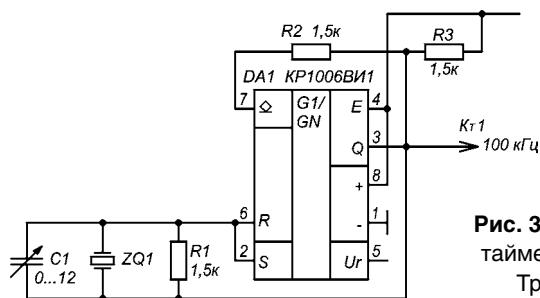 R2 1,5к
R3
1,5к
DA1 КР1006ВИ1
7
G1/
GN
E
4
Q
3
Кт1
100 кГц
+
8
-
1
6
R
2
S
Ur
5
C1
0...12
ZQ1
R1
1,5к
Рис. 3
тайме
Тр